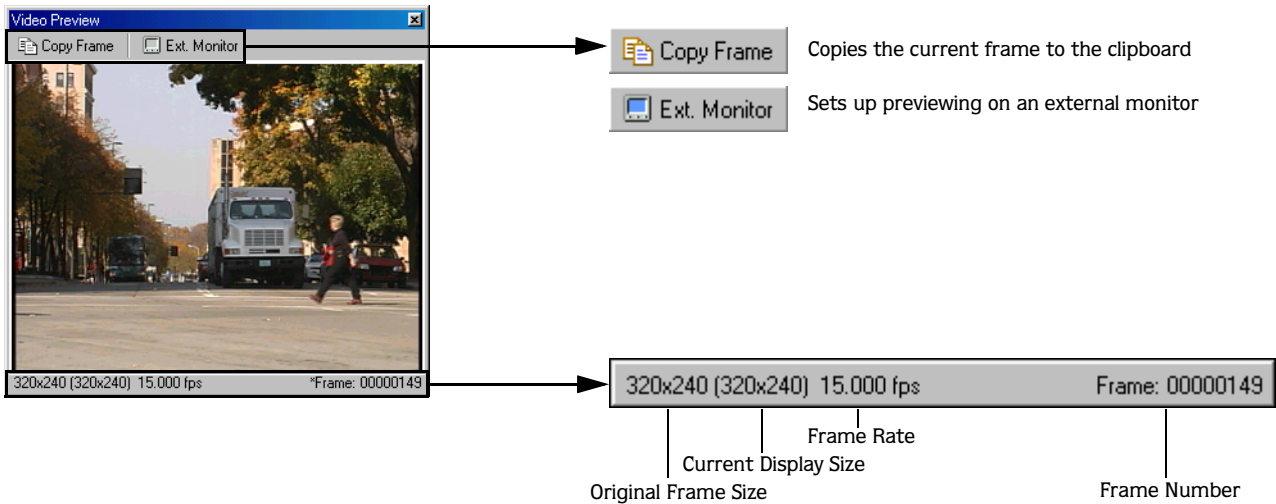 Video Preview
Copy Frame Ext. Monitor
320x240 (320x240) 15.000 fps *Frame: 00000149
Copy Frame Copies the current frame to the clipboard
Ext. Monitor Sets up previewing on an external monitor
320x240 (320x240) 15.000 fps Frame: 00000149
Frame Rate
Current Display Size
Original Frame Size Frame Number